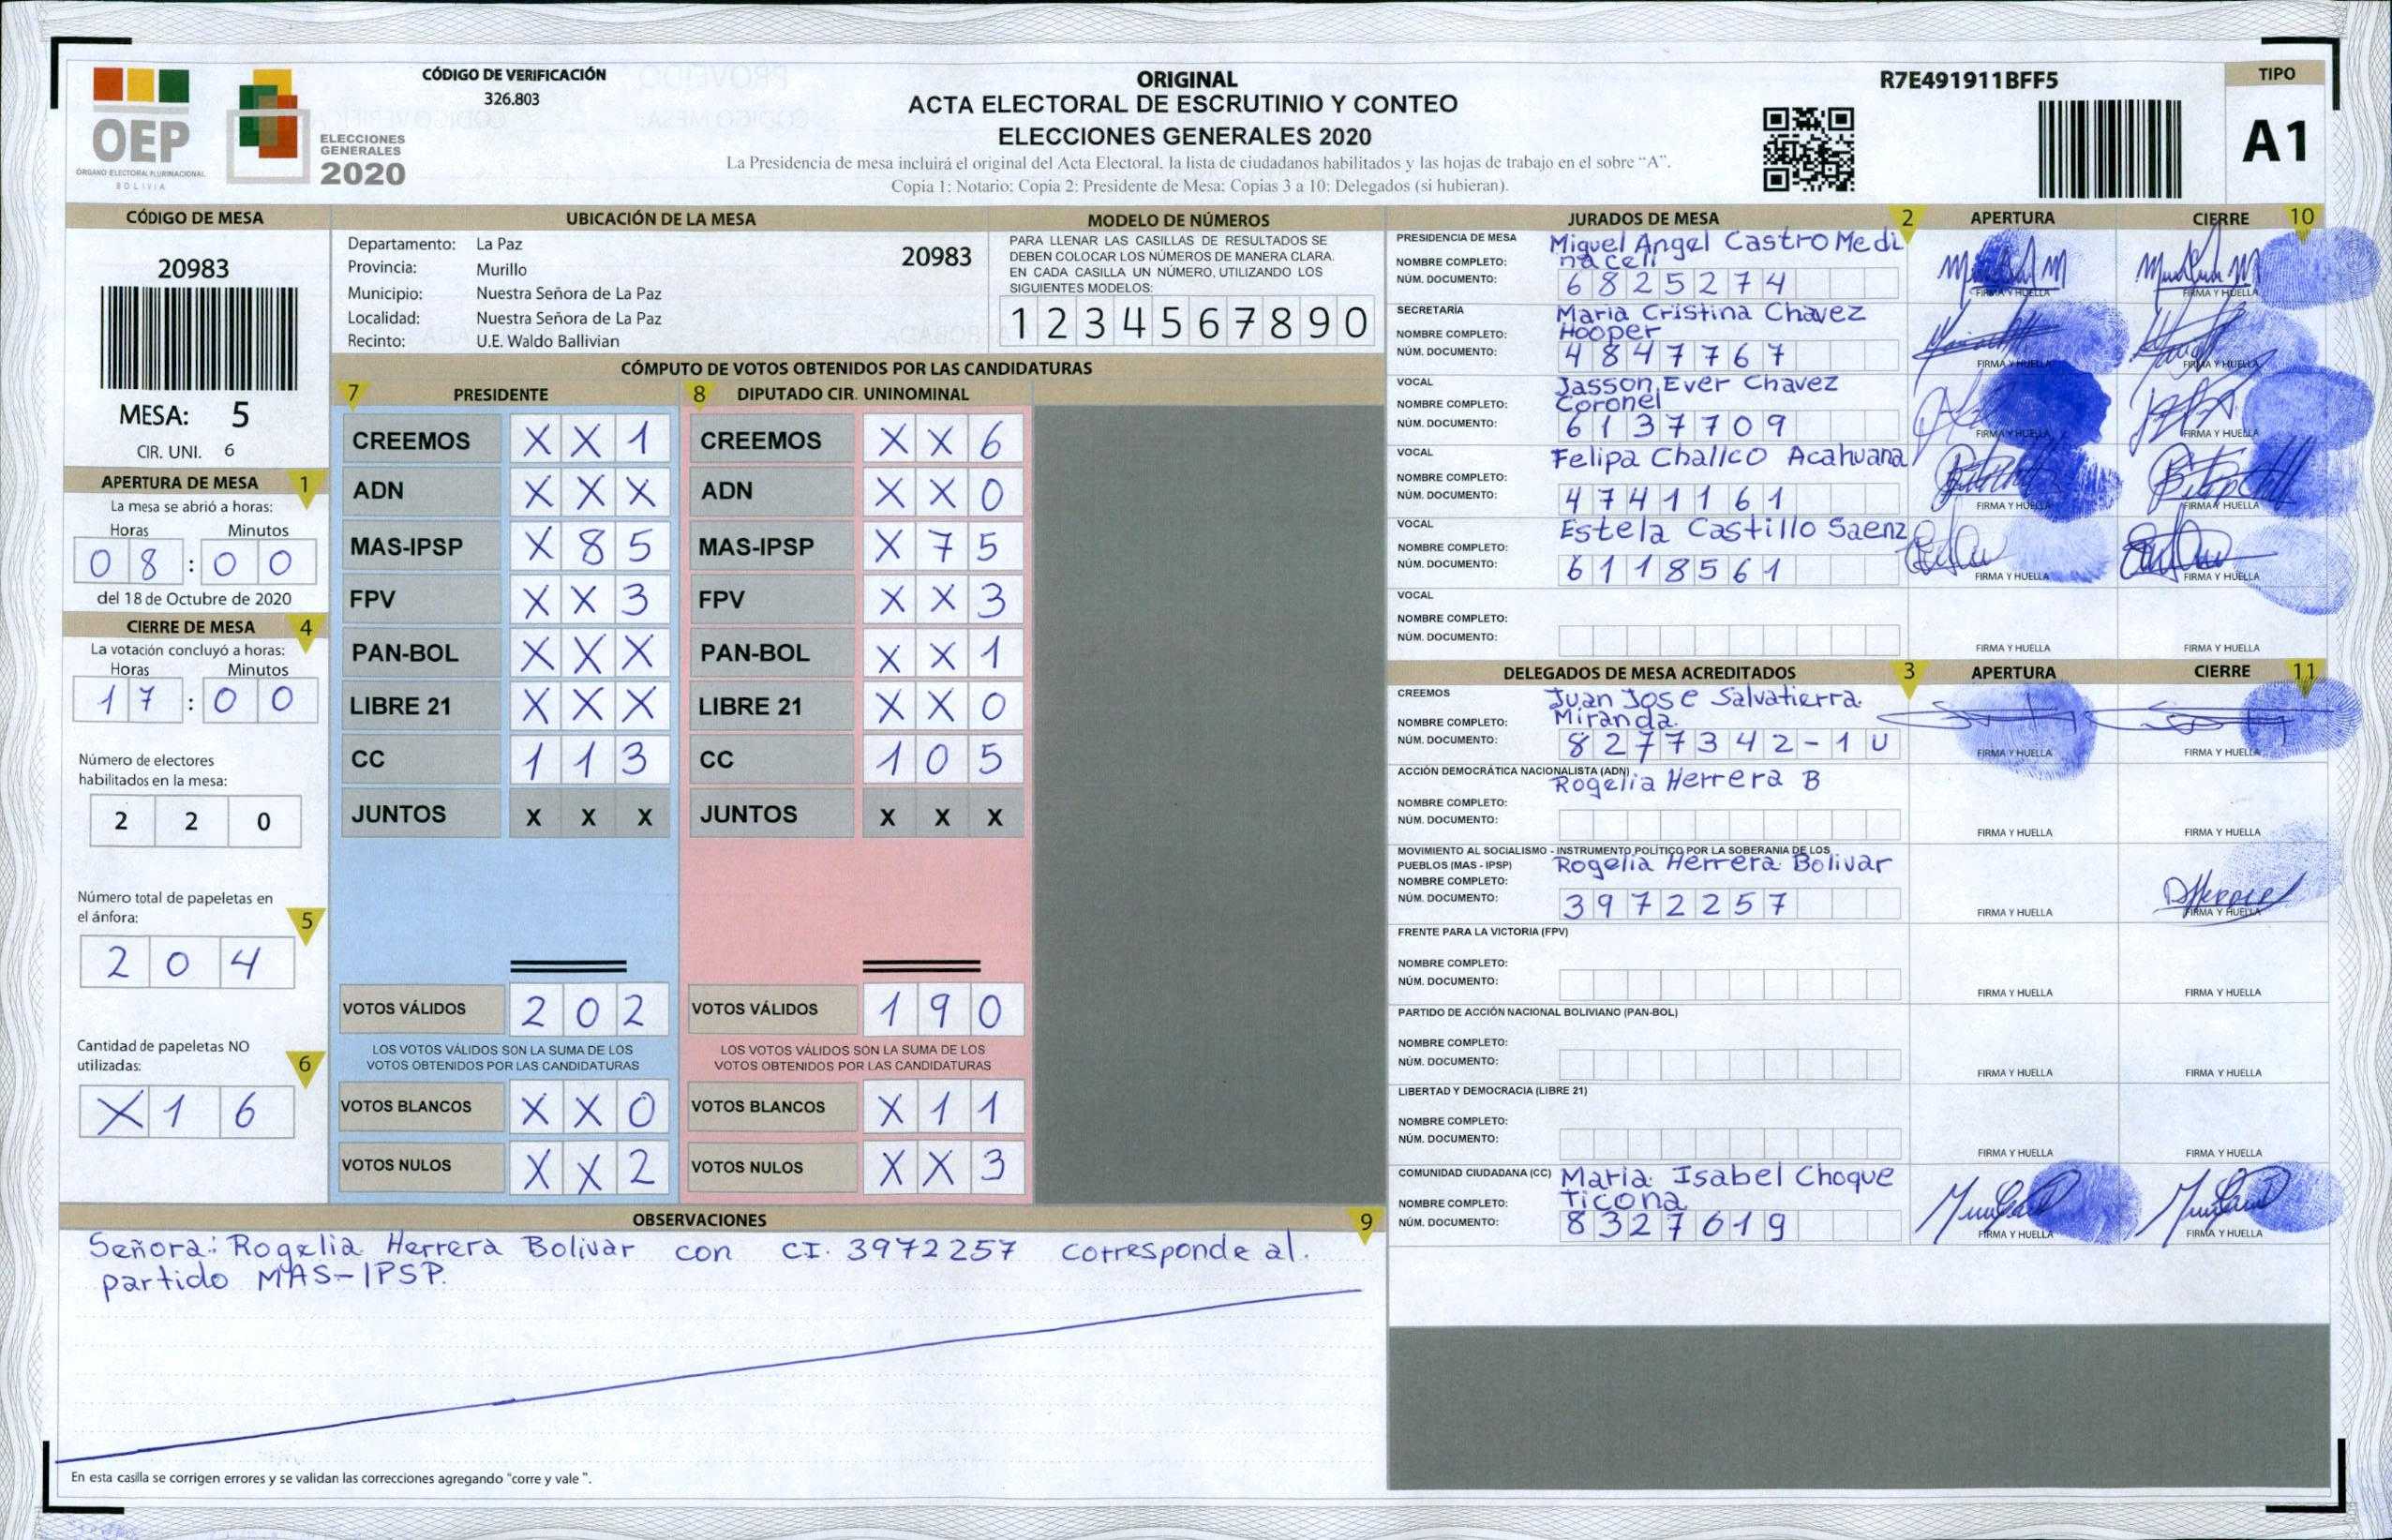 OEP
ÓRGANO ELECTORAL PLURINACIONAL
BOLIVIA
ELECCIONES
GENERALES
2020
CÓDIGO DE VERIFICACIÓN
326.803
ORIGINAL
ACTA ELECTORAL DE ESCRUTINIO Y CONTEO
ELECCIONES GENERALES 2020
La Presidencia de mesa incluirá el original del Acta Electoral, la lista de ciudadanos habilitados y las hojas de trabajo en el sobre “A”.
Copia 1: Notario; Copia 2: Presidente de Mesa; Copias 3 a 10: Delegados (si hubieran).
R7E491911BFF5
TIPO
A1
CÓDIGO DE MESA
20983
MESA: 5
CIR. UNI. 6
APERTURA DE MESA 1
La mesa se abrió a horas:
Horas Minutos
0 8 : 0 0
del 18 de Octubre de 2020
CIERRE DE MESA 4
La votación concluyó a horas:
Horas Minutos
1 7 : 0 0
Número de electores
habilitados en la mesa:
2 2 0
Número total de papeletas en
el ánfora: 5
2 0 4
Cantidad de papeletas NO
utilizadas: 6
X 1 6
UBICACIÓN DE LA MESA
Departamento: La Paz 20983
Provincia: Murillo
Municipio: Nuestra Señora de La Paz
Localidad: Nuestra Señora de La Paz
Recinto: U.E. Waldo Ballivian
MODELO DE NÚMEROS
PARA LLENAR LAS CASILLAS DE RESULTADOS SE
DEBEN COLOCAR LOS NÚMEROS DE MANERA CLARA.
EN CADA CASILLA UN NÚMERO, UTILIZANDO LOS
SIGUIENTES MODELOS:
1 2 3 4 5 6 7 8 9 0
CÓMPUTO DE VOTOS OBTENIDOS POR LAS CANDIDATURAS
7 PRESIDENTE
CREEMOS X X 1
ADN X X X
MAS-IPSP X 8 5
FPV X X 3
PAN-BOL X X X
LIBRE 21 X X X
CC 1 1 3
JUNTOS X X X
VOTOS VÁLIDOS 2 0 2
LOS VOTOS VÁLIDOS SON LA SUMA DE LOS
VOTOS OBTENIDOS POR LAS CANDIDATURAS
VOTOS BLANCOS X X 0
VOTOS NULOS X X 2
8 DIPUTADO CIR. UNINOMINAL
CREEMOS X X 6
ADN X X 0
MAS-IPSP X 7 5
FPV X X 3
PAN-BOL X X 1
LIBRE 21 X X 0
CC 1 0 5
JUNTOS X X X
VOTOS VÁLIDOS 1 9 0
LOS VOTOS VÁLIDOS SON LA SUMA DE LOS
VOTOS OBTENIDOS POR LAS CANDIDATURAS
VOTOS BLANCOS X 1 1
VOTOS NULOS X X 3
OBSERVACIONES 9
Señora: Rogelia Herrera Bolivar con CI. 3972257 corresponde al.
partido MAS-IPSP.
En esta casilla se corrigen errores y se validan las correcciones agregando “corre y vale”.
JURADOS DE MESA 2 APERTURA CIERRE 10
PRESIDENCIA DE MESA Miguel Angel Castro Medi
NOMBRE COMPLETO: naceli
NÚM. DOCUMENTO: 6825274 FIRMA Y HUELLA FIRMA Y HUELLA
SECRETARÍA Maria Cristina Chavez
NOMBRE COMPLETO: Hooper
NÚM. DOCUMENTO: 4847767 FIRMA Y HUELLA FIRMA Y HUELLA
VOCAL Jasson Ever Chavez
NOMBRE COMPLETO: Coronel
NÚM. DOCUMENTO: 6137709 FIRMA Y HUELLA FIRMA Y HUELLA
VOCAL Felipa Challco Acahuana
NOMBRE COMPLETO:
NÚM. DOCUMENTO: 4741161 FIRMA Y HUELLA FIRMA Y HUELLA
VOCAL Estela Castillo Saenz
NOMBRE COMPLETO:
NÚM. DOCUMENTO: 6118561 FIRMA Y HUELLA FIRMA Y HUELLA
VOCAL
NOMBRE COMPLETO:
NÚM. DOCUMENTO: FIRMA Y HUELLA FIRMA Y HUELLA
DELEGADOS DE MESA ACREDITADOS 3 APERTURA CIERRE 11
CREEMOS Juan Jose Salvatierra.
NOMBRE COMPLETO: Miranda.
NÚM. DOCUMENTO: 8277342-1U FIRMA Y HUELLA FIRMA Y HUELLA
ACCIÓN DEMOCRÁTICA NACIONALISTA (ADN) Rogelia Herrera B
NOMBRE COMPLETO:
NÚM. DOCUMENTO: FIRMA Y HUELLA FIRMA Y HUELLA
MOVIMIENTO AL SOCIALISMO - INSTRUMENTO POLÍTICO POR LA SOBERANIA DE LOS
PUEBLOS (MAS - IPSP) Rogelia Herrera Bolivar
NOMBRE COMPLETO:
NÚM. DOCUMENTO: 3972257 FIRMA Y HUELLA FIRMA Y HUELLA
FRENTE PARA LA VICTORIA (FPV)
NOMBRE COMPLETO:
NÚM. DOCUMENTO: FIRMA Y HUELLA FIRMA Y HUELLA
PARTIDO DE ACCIÓN NACIONAL BOLIVIANO (PAN-BOL)
NOMBRE COMPLETO:
NÚM. DOCUMENTO: FIRMA Y HUELLA FIRMA Y HUELLA
LIBERTAD Y DEMOCRACIA (LIBRE 21)
NOMBRE COMPLETO:
NÚM. DOCUMENTO: FIRMA Y HUELLA FIRMA Y HUELLA
COMUNIDAD CIUDADANA (CC) Maria Isabel Choque
NOMBRE COMPLETO: Ticona
NÚM. DOCUMENTO: 8327619 FIRMA Y HUELLA FIRMA Y HUELLA